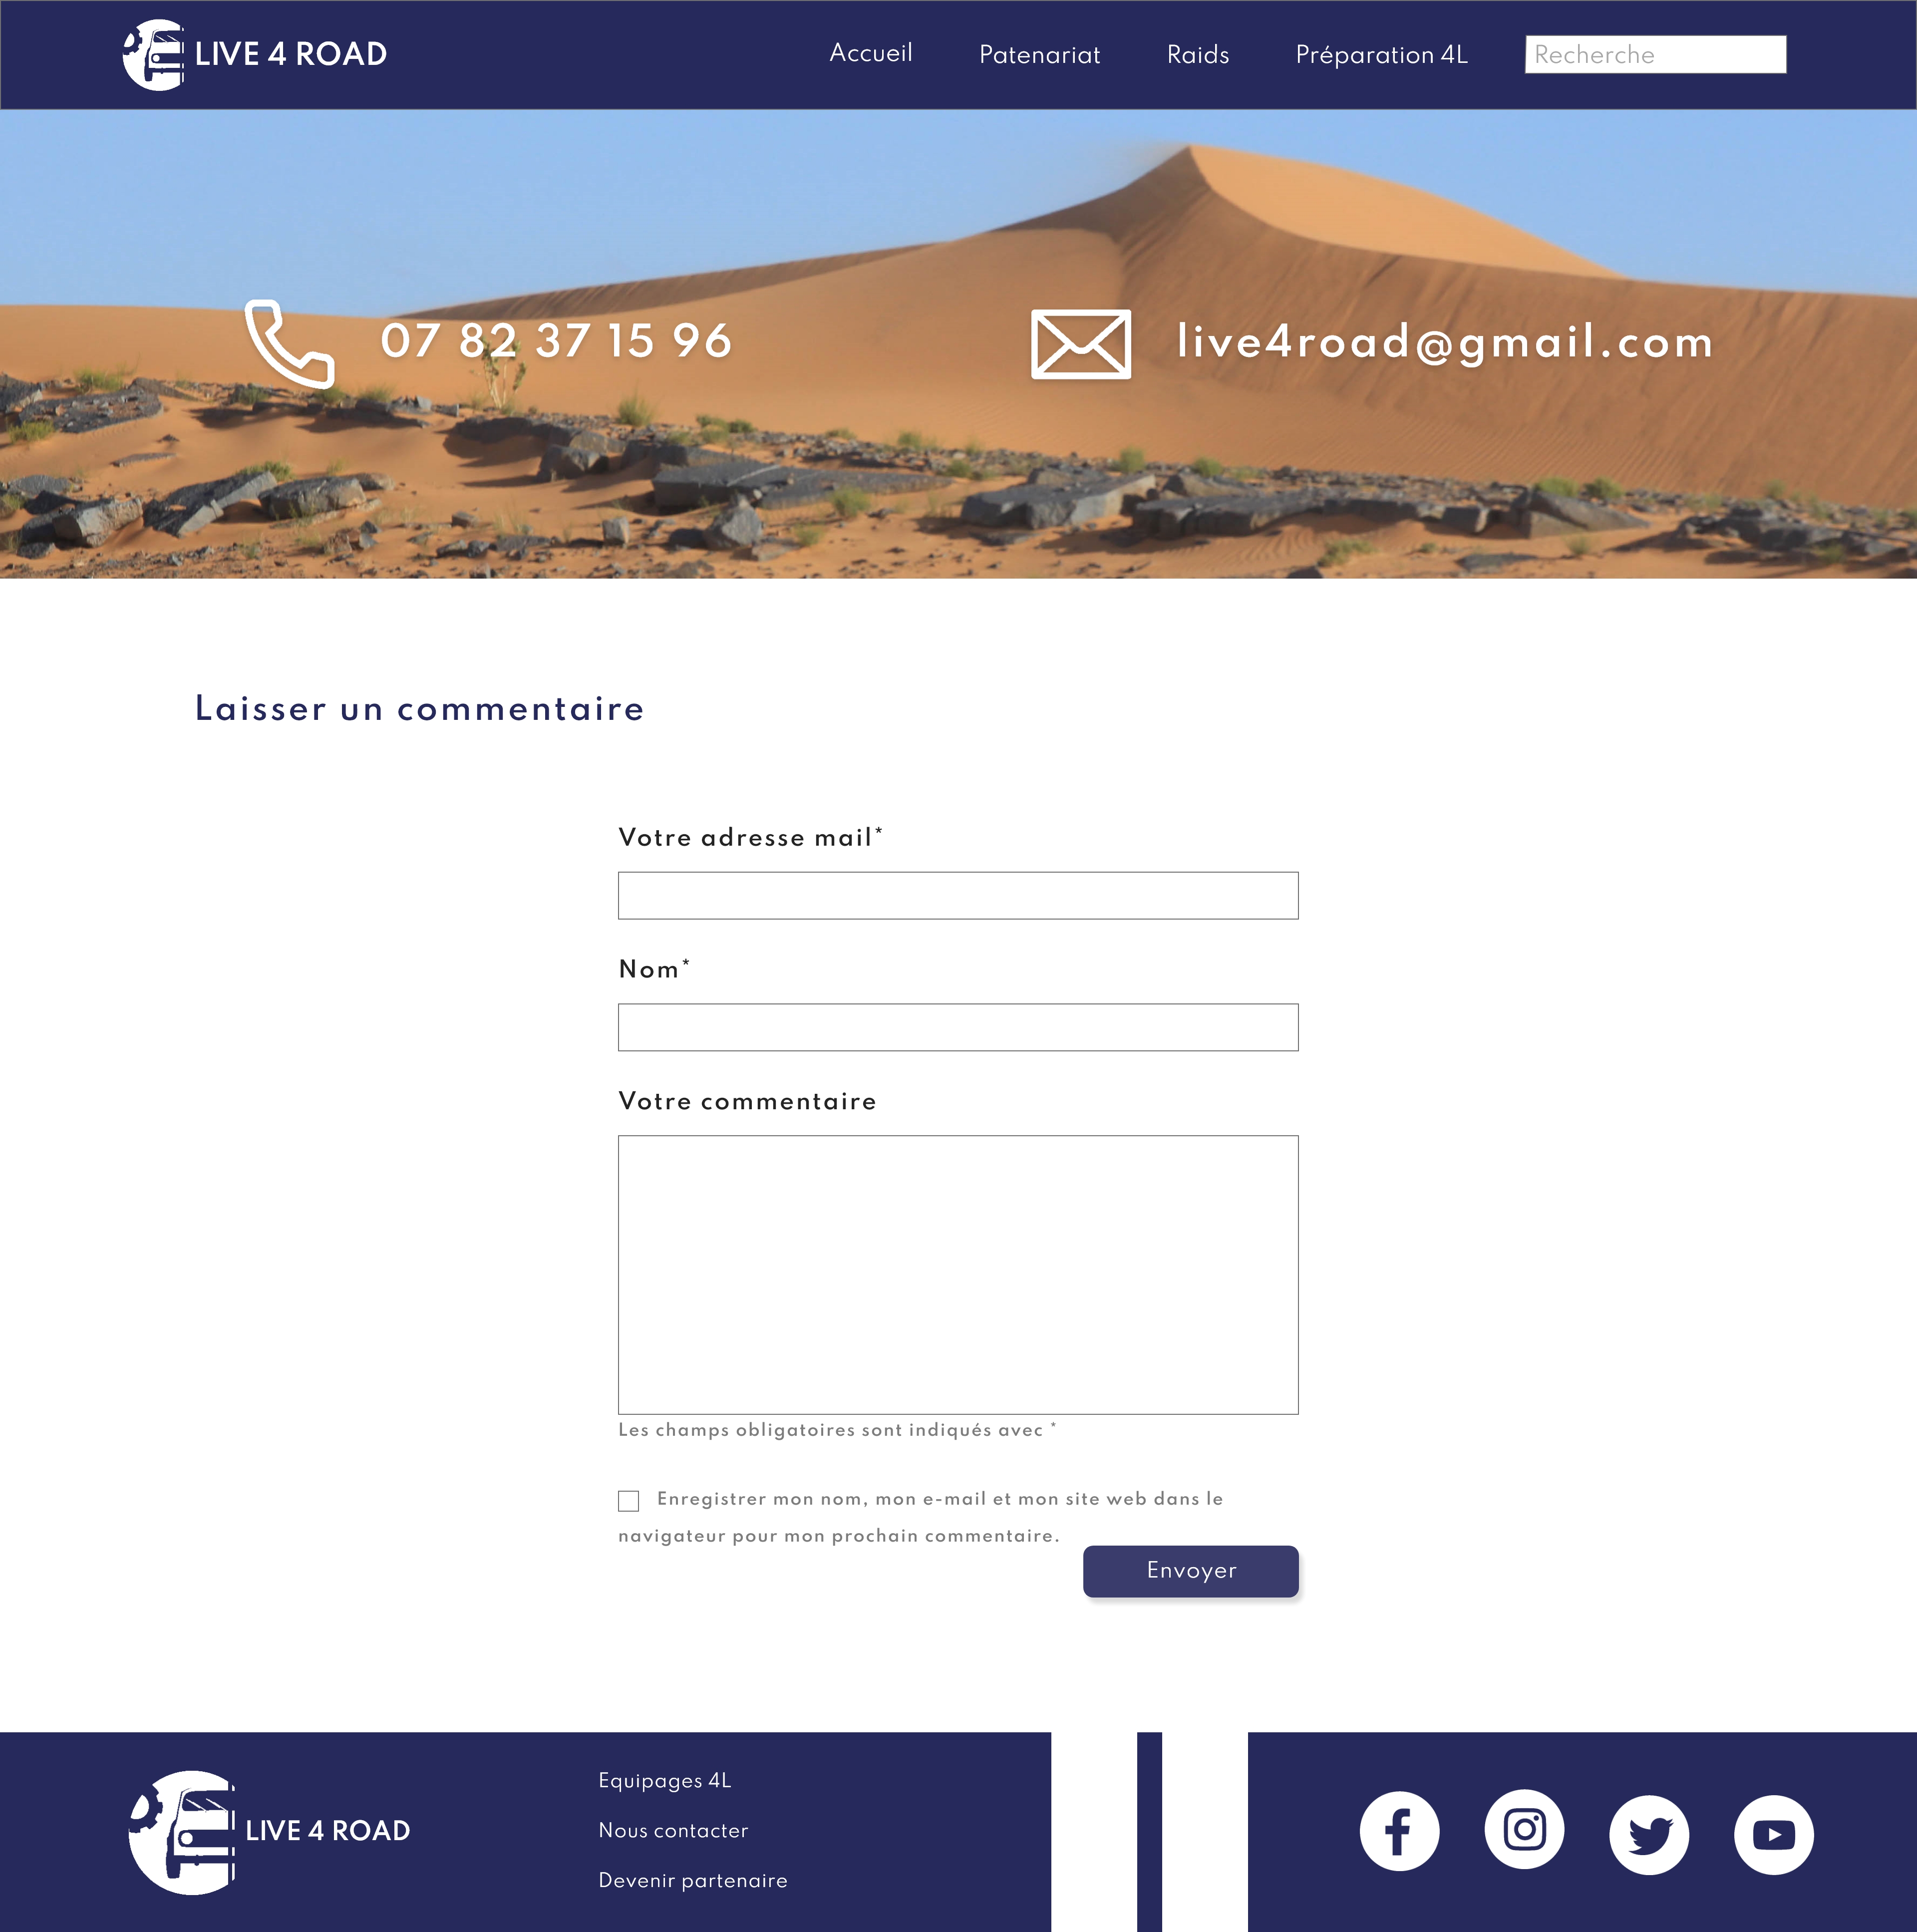 LIVE 4 ROAD
Accueil
Patenariat
Raids
Préparation 4L
Recherche
07 82 37 15 96
live4road@gmail.com
Laisser un commentaire
Votre adresse mail*
Nom*
Votre commentaire
Les champs obligatoires sont indiqués avec *
Enregistrer mon nom, mon e-mail et mon site web dans le
navigateur pour mon prochain commentaire.
Envoyer
LIVE 4 ROAD
Equipages 4L
Nous contacter
Devenir partenaire